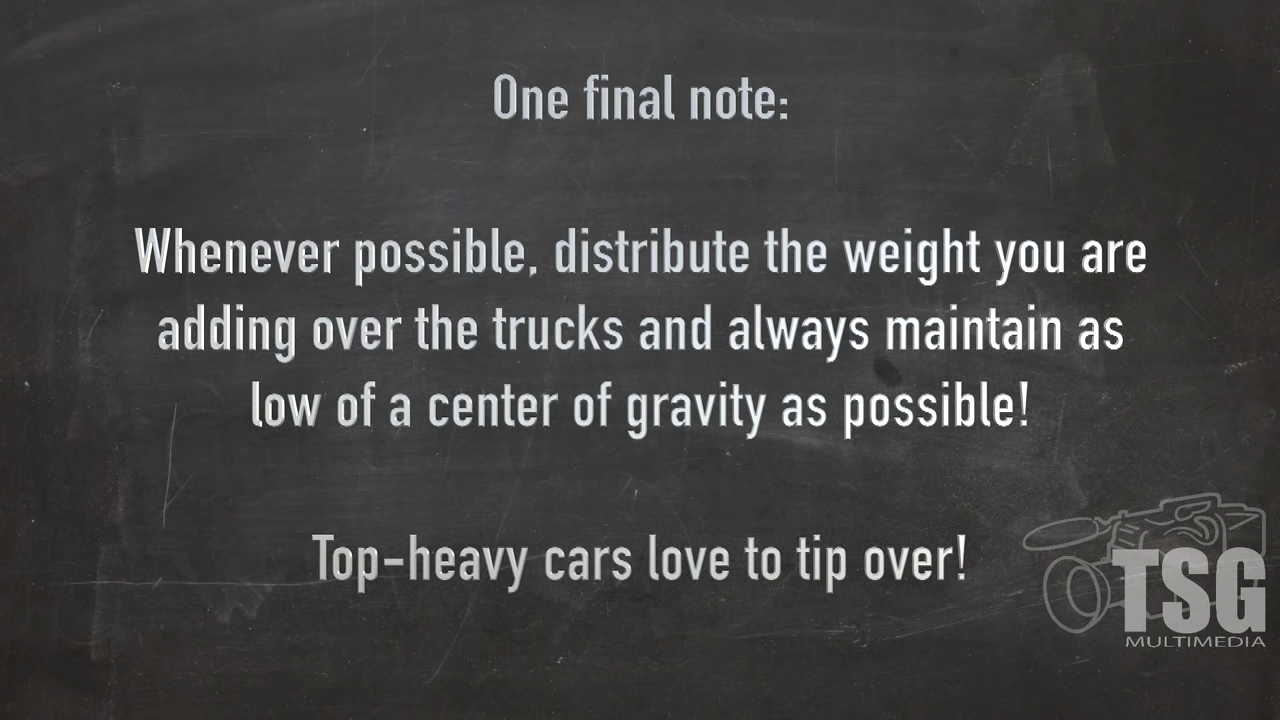 One final note:
Whenever possible, distribute the weight you are
adding over the trucks and always maintain as
low of a center of gravity as possible!
Top-heavy cars love to tip over!
TSG
MULTIMEDIA